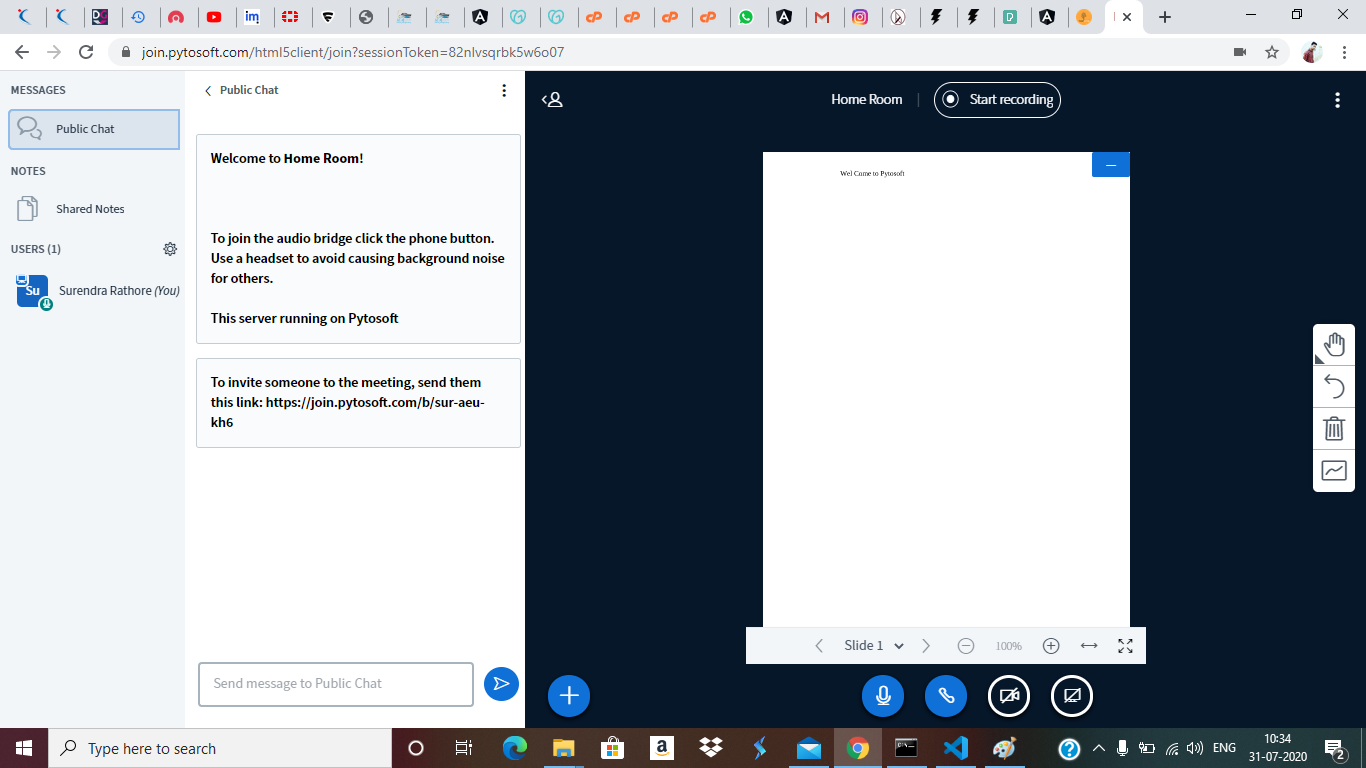 join.pytosoft.com/html5client/join?sessionToken=82nlvsqrbk5w6o07
MESSAGES
Public Chat
NOTES
Shared Notes
USERS (1)
Su
Surendra Rathore (You)
Public Chat
Welcome to Home Room!
To join the audio bridge click the phone button.
Use a headset to avoid causing background noise
for others.
This server running on Pytosoft
To invite someone to the meeting, send them
this link: https://join.pytosoft.com/b/sur-aeu-
kh6
Send message to Public Chat
Home Room
Start recording
Wel Come to Pytosoft
Slide 1
100%
Type here to search
ENG
10:34
31-07-2020
2